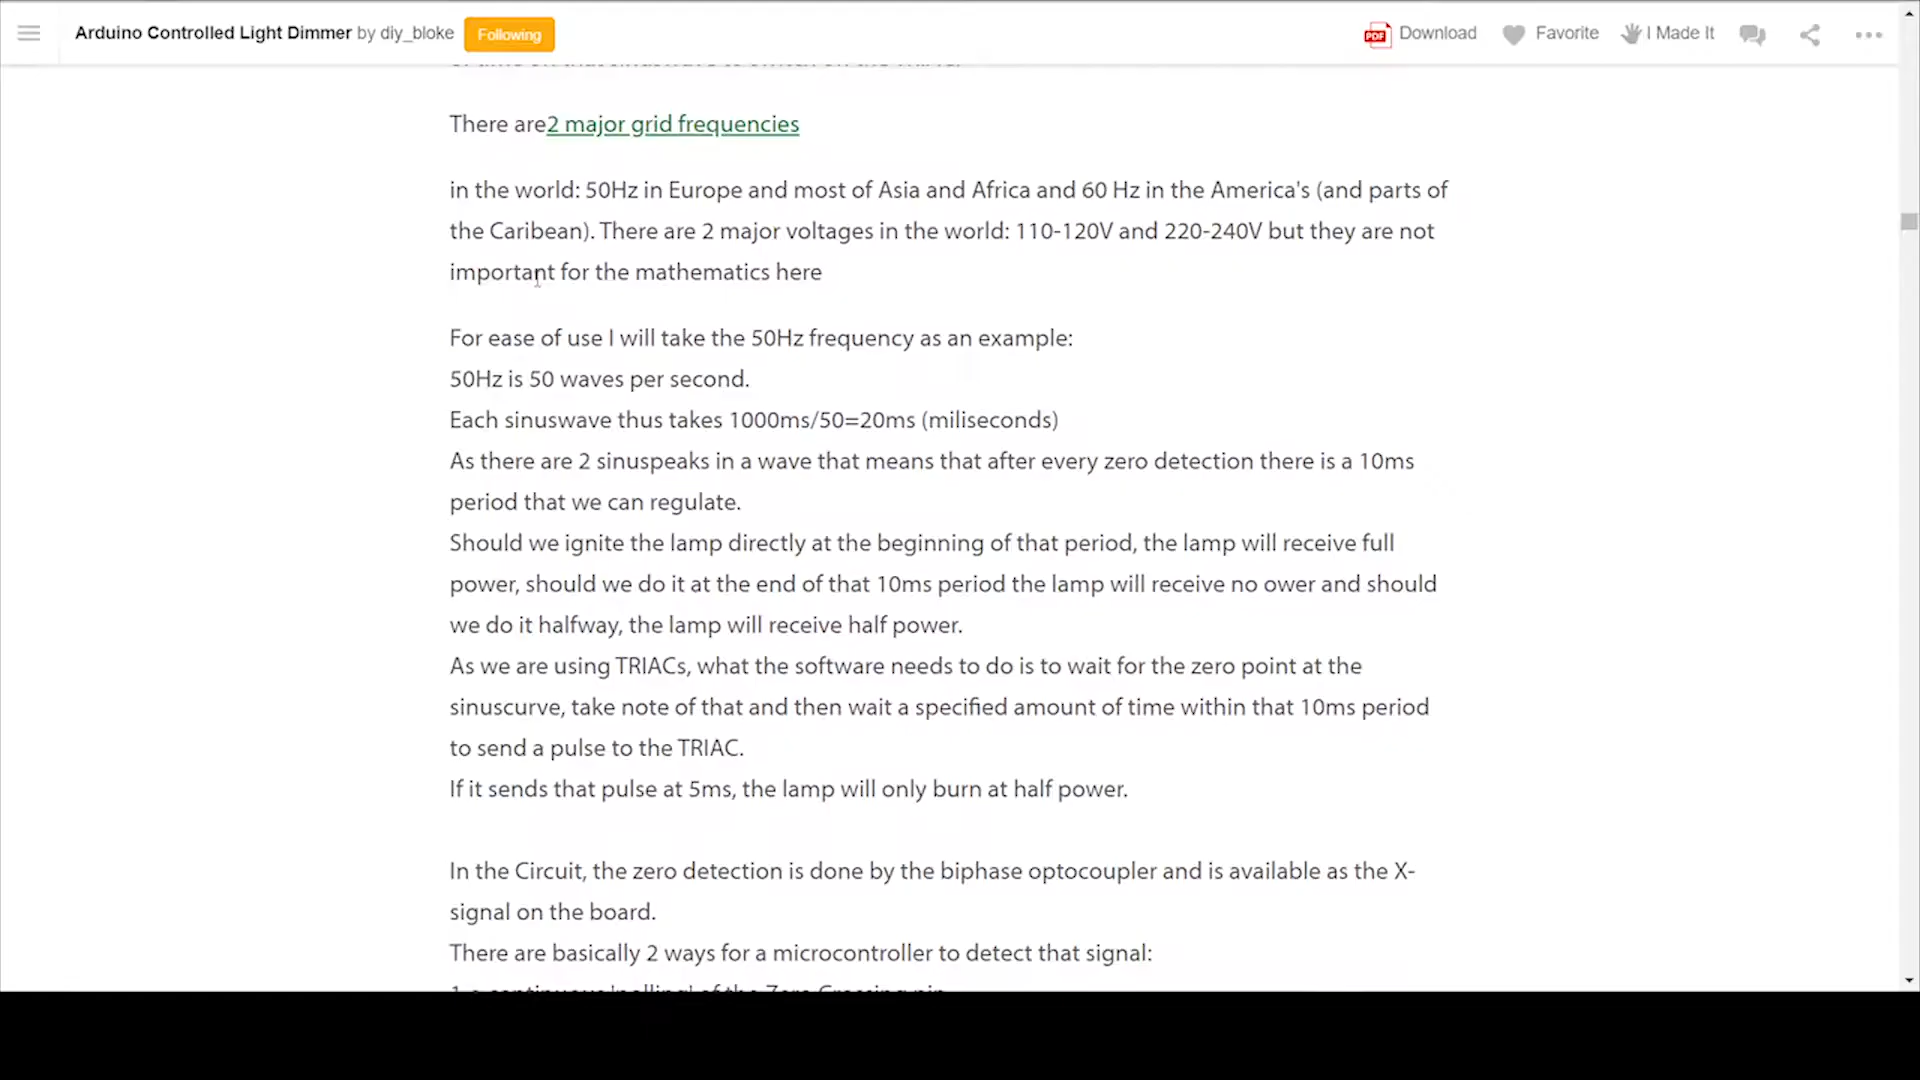 Arduino Controlled Light Dimmer by diy_bloke Following PDF Download Favorite I Made It
There are2 major grid frequencies
in the world: 50Hz in Europe and most of Asia and Africa and 60 Hz in the America's (and parts of
the Caribean). There are 2 major voltages in the world: 110-120V and 220-240V but they are not
important for the mathematics here
For ease of use I will take the 50Hz frequency as an example:
50Hz is 50 waves per second.
Each sinuswave thus takes 1000ms/50=20ms (miliseconds)
As there are 2 sinuspeaks in a wave that means that after every zero detection there is a 10ms
period that we can regulate.
Should we ignite the lamp directly at the beginning of that period, the lamp will receive full
power, should we do it at the end of that 10ms period the lamp will receive no ower and should
we do it halfway, the lamp will receive half power.
As we are using TRIACs, what the software needs to do is to wait for the zero point at the
sinuscurve, take note of that and then wait a specified amount of time within that 10ms period
to send a pulse to the TRIAC.
If it sends that pulse at 5ms, the lamp will only burn at half power.
In the Circuit, the zero detection is done by the biphase optocoupler and is available as the X-
signal on the board.
There are basically 2 ways for a microcontroller to detect that signal: